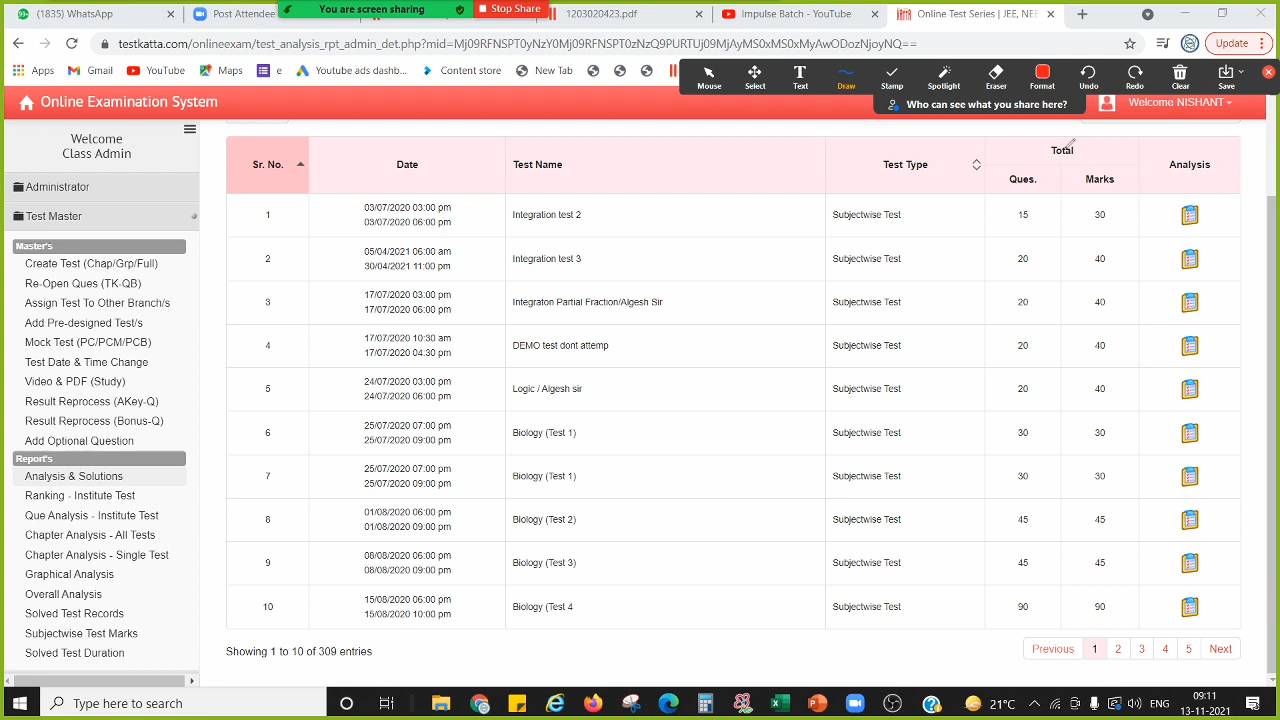 (1835) WhatsApp
Post Attendee
You are screen sharing
Stop Share
1203020423.pdf
Impulse Batch - YouTube
Online Test Series | JEE, NEE
testkatta.com/onlineexam/test_analysis_rpt_admin_det.php?mid=Mj09RFNSPT0yNzY0Nj09RFNSPT0zNzQ9PURTUj09MjAyMS0xMS0xMyAwODozNjoyNQ==
Update
Apps
Gmail
YouTube
Maps
e
Youtube ads dashb...
Content store
New Tab
Mouse
Select
Text
Draw
Stamp
Spotlight
Eraser
Format
Undo
Redo
Clear
Save
Who can see what you share here?
Online Examination System
Welcome NISHANT
Welcome
Class Admin
Administrator
Test Master
Master's
Create Test (Chap/Grp/Full)
Re-Open Ques (TK-QB)
Assign Test To Other Branch/s
Add Pre-designed Test/s
Mock Test (PC/PCM/PCB)
Test Date & Time Change
Video & PDF (Study)
Result Reprocess (AKey-Q)
Result Reprocess (Bonus-Q)
Add Optional Question
Report's
Analysis & Solutions
Ranking - Institute Test
Que Analysis - Institute Test
Chapter Analysis - All Tests
Chapter Analysis - Single Test
Graphical Analysis
Overall Analysis
Solved Test Records
Subjectwise Test Marks
Solved Test Duration
Sr. No. Date Test Name Test Type Total Analysis
Ques. Marks
1 03/07/2020 03:00 pm Integration test 2 Subjectwise Test 15 30
03/07/2020 06:00 pm
2 05/04/2021 06:00 am Integration test 3 Subjectwise Test 20 40
30/04/2021 11:00 pm
3 17/07/2020 03:00 pm Integraton Partial Fraction/Algesh Sir Subjectwise Test 20 40
17/07/2020 06:00 pm
4 17/07/2020 10:30 am DEMO test dont attemp Subjectwise Test 20 40
17/07/2020 04:30 pm
5 24/07/2020 03:00 pm Logic / Algesh sir Subjectwise Test 20 40
24/07/2020 06:00 pm
6 25/07/2020 07:00 pm Biology (Test 1) Subjectwise Test 30 30
25/07/2020 09:00 pm
7 25/07/2020 07:00 pm Biology (Test 1) Subjectwise Test 30 30
25/07/2020 09:00 pm
8 01/08/2020 06:00 pm Biology (Test 2) Subjectwise Test 45 45
01/08/2020 09:00 pm
9 08/08/2020 06:00 pm Biology (Test 3) Subjectwise Test 45 45
08/08/2020 09:00 pm
10 15/08/2020 06:00 pm Biology (Test 4 Subjectwise Test 90 90
15/08/2020 10:00 pm
Showing 1 to 10 of 309 entries
Previous 1 2 3 4 5 Next
Type here to search
21°C
ENG
09:11
13-11-2021